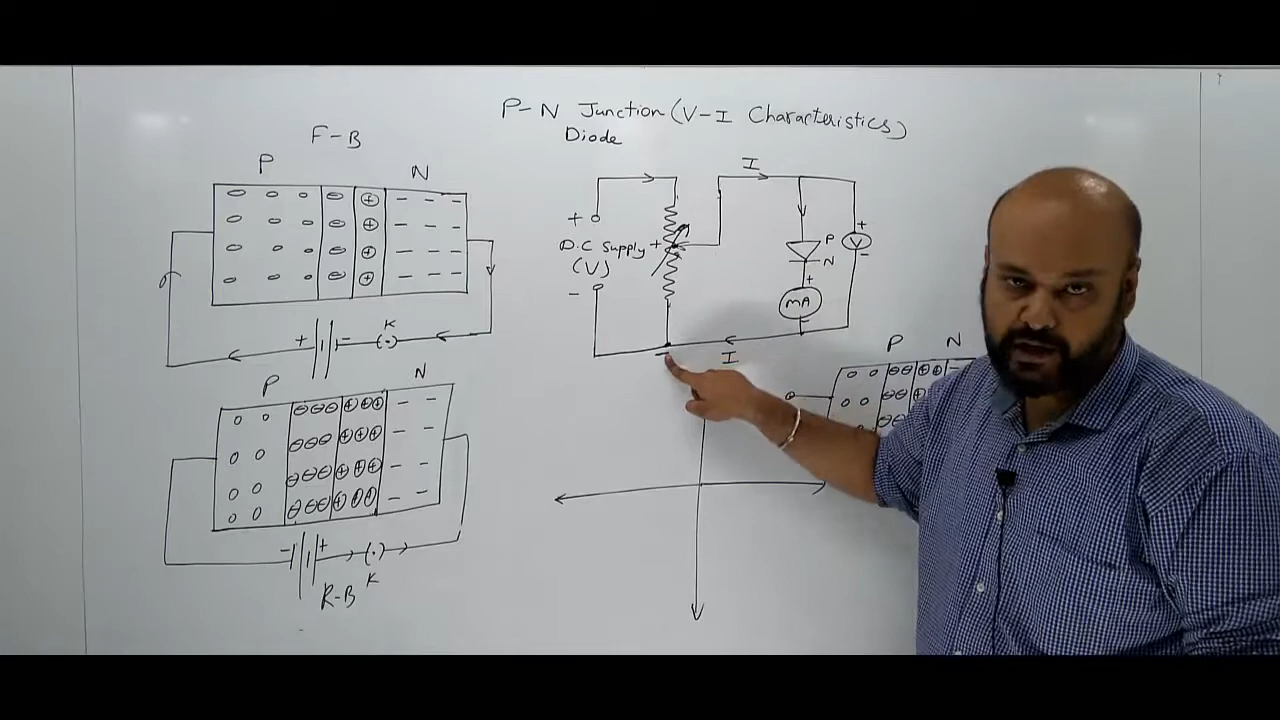 P-N Junction (V-I Characteristics)
Diode
F-B
P N
+ - K
P N
- + K
R-B
I
+
D.C Supply +
(V)
-
P
N
+
V
-
+
mA
-
I
P N